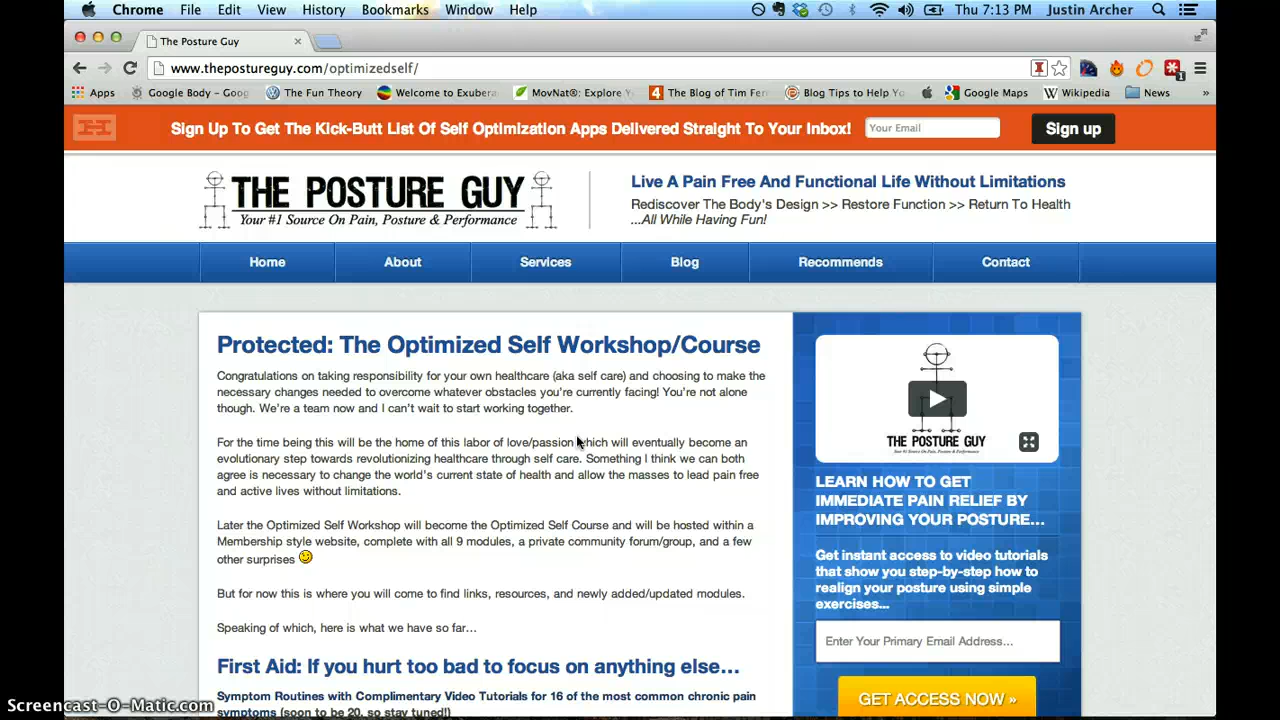 Chrome File Edit View History Bookmarks Window Help Thu 7:13 PM Justin Archer
The Posture Guy
www.thepostureguy.com/optimizedself/
Apps Google Body - Goog The Fun Theory Welcome to Exubera MovNat®: Explore Y The Blog of Tim Ferr Blog Tips to Help Yo Google Maps Wikipedia News »
Sign Up To Get The Kick-Butt List Of Self Optimization Apps Delivered Straight To Your Inbox! Your Email Sign up
THE POSTURE GUY
Your #1 Source On Pain, Posture & Performance
Live A Pain Free And Functional Life Without Limitations
Rediscover The Body's Design >> Restore Function >> Return To Health
...All While Having Fun!
Home About Services Blog Recommends Contact
Protected: The Optimized Self Workshop/Course
Congratulations on taking responsibility for your own healthcare (aka self care) and choosing to make the
necessary changes needed to overcome whatever obstacles you're currently facing! You're not alone
though. We're a team now and I can't wait to start working together.
For the time being this will be the home of this labor of love/passion which will eventually become an
evolutionary step towards revolutionizing healthcare through self care. Something I think we can both
agree is necessary to change the world's current state of health and allow the masses to lead pain free
and active lives without limitations.
Later the Optimized Self Workshop will become the Optimized Self Course and will be hosted within a
Membership style website, complete with all 9 modules, a private community forum/group, and a few
other surprises
But for now this is where you will come to find links, resources, and newly added/updated modules.
Speaking of which, here is what we have so far...
First Aid: If you hurt too bad to focus on anything else...
Symptom Routines with Complimentary Video Tutorials for 16 of the most common chronic pain
symptoms (soon to be 20, so stay tuned!)
THE POSTURE GUY
Your #1 Source On Pain, Posture & Performance
LEARN HOW TO GET
IMMEDIATE PAIN RELIEF BY
IMPROVING YOUR POSTURE...
Get instant access to video tutorials
that show you step-by-step how to
realign your posture using simple
exercises...
Enter Your Primary Email Address...
GET ACCESS NOW »
Screencast-O-Matic.com